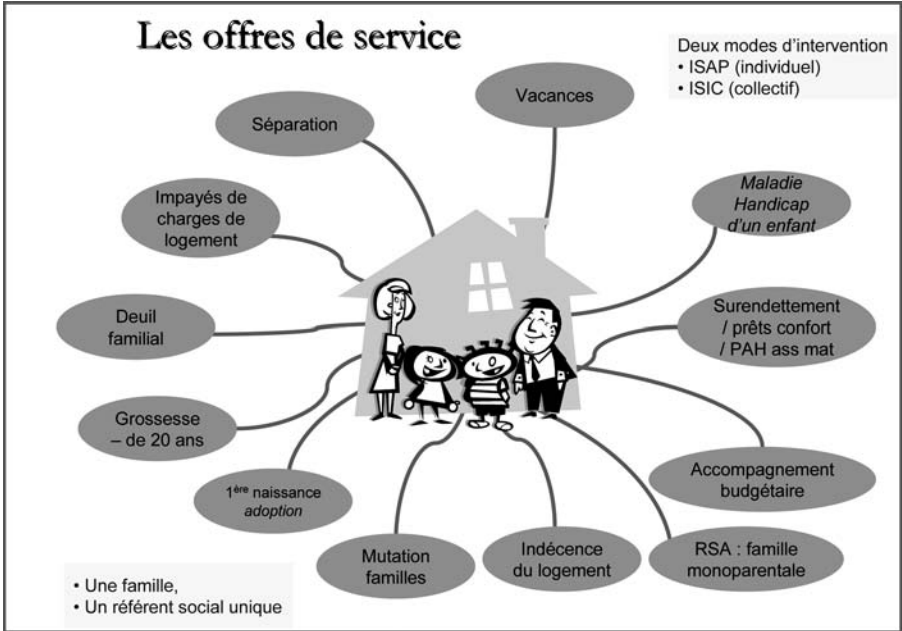 Les offres de service
Deux modes d’intervention
• ISAP (individuel)
• ISIC (collectif)
Vacances
Séparation
Maladie
Handicap
d’un enfant
Impayés de
charges de
logement
Surendettement
/ prêts confort
/ PAH ass mat
Deuil
familial
Grossesse
– de 20 ans
Accompagnement
budgétaire
1ère naissance
adoption
Mutation
familles
Indécence
du logement
RSA : famille
monoparentale
• Une famille,
• Un référent social unique